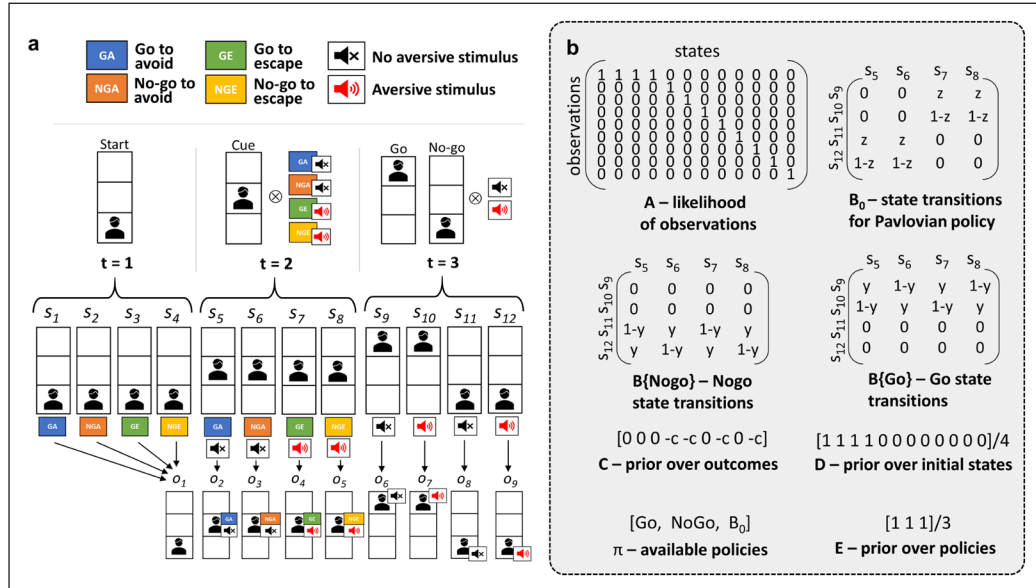 a
GA Go to avoid
GE Go to escape
No aversive stimulus
NGA No-go to avoid
NGE No-go to escape
Aversive stimulus
Start
Cue
Go No-go
GA
NGA
GE
NGE
⊗
⊗
t = 1
t = 2
t = 3
s1 s2 s3 s4 s5 s6 s7 s8 s9 s10 s11 s12
GA NGA GE NGE GA NGA GE NGE
o1 o2 o3 o4 o5 o6 o7 o8 o9
GA NGA GE NGE
b
states
observations
1 1 1 1 0 0 0 0 0 0 0 0
0 0 0 0 1 0 0 0 0 0 0 0
0 0 0 0 0 1 0 0 0 0 0 0
0 0 0 0 0 0 1 0 0 0 0 0
0 0 0 0 0 0 0 1 0 0 0 0
0 0 0 0 0 0 0 0 1 0 0 0
0 0 0 0 0 0 0 0 0 1 0 0
0 0 0 0 0 0 0 0 0 0 1 0
0 0 0 0 0 0 0 0 0 0 0 1
A – likelihood
of observations
s5 s6 s7 s8
s9 0 0 z z
s10 0 0 1-z 1-z
s11 z z 0 0
s12 1-z 1-z 0 0
B0 – state transitions
for Pavlovian policy
s5 s6 s7 s8
s9 0 0 0 0
s10 0 0 0 0
s11 1-y y 1-y y
s12 y 1-y y 1-y
B{Nogo} – Nogo
state transitions
s5 s6 s7 s8
s9 y 1-y y 1-y
s10 1-y y 1-y y
s11 0 0 0 0
s12 0 0 0 0
B{Go} – Go state
transitions
[0 0 0 -c -c 0 -c 0 -c]
C – prior over outcomes
[1 1 1 1 0 0 0 0 0 0 0 0]/4
D – prior over initial states
[Go, NoGo, B0]
π – available policies
[1 1 1]/3
E – prior over policies